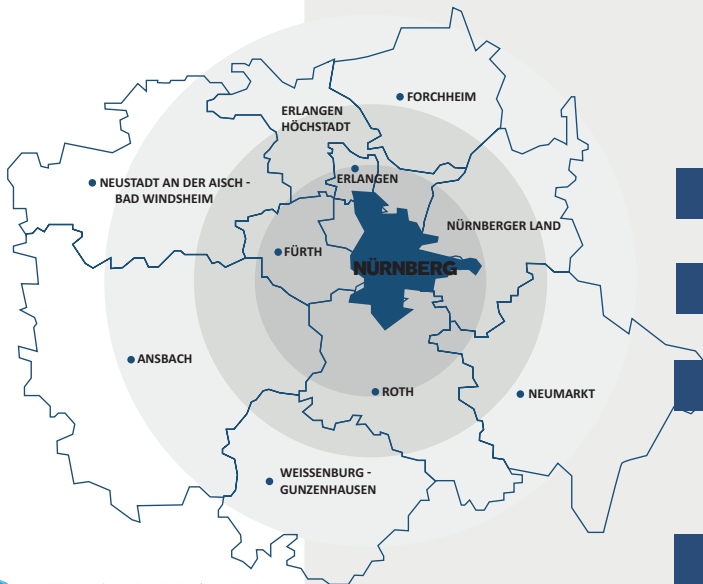 FORCHHEIM
ERLANGEN
HÖCHSTADT
ERLANGEN
NEUSTADT AN DER AISCH -
BAD WINDSHEIM
NÜRNBERGER LAND
FÜRTH
NÜRNBERG
ANSBACH
ROTH
NEUMARKT
WEISSENBURG -
GUNZENHAUSEN